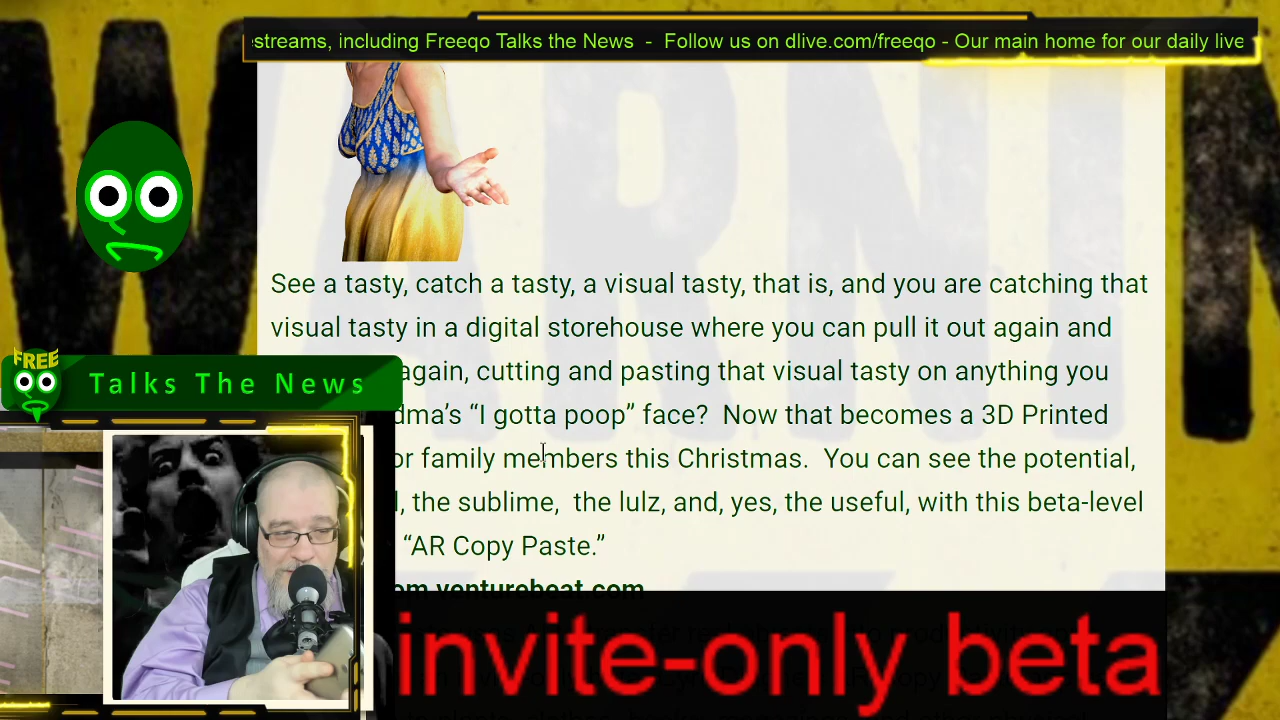 streams, including Freeqo Talks the News - Follow us on dlive.com/freeqo - Our main home for our daily live
See a tasty, catch a tasty, a visual tasty, that is, and you are catching that
visual tasty in a digital storehouse where you can pull it out again and
again, cutting and pasting that visual tasty on anything you
FREE
Talks The News
dma's “I gotta poop” face? Now that becomes a 3D Printed
or family members this Christmas. You can see the potential,
the sublime, the lulz, and, yes, the useful, with this beta-level
“AR Copy Paste.”
om venturebeat.com
invite-only beta